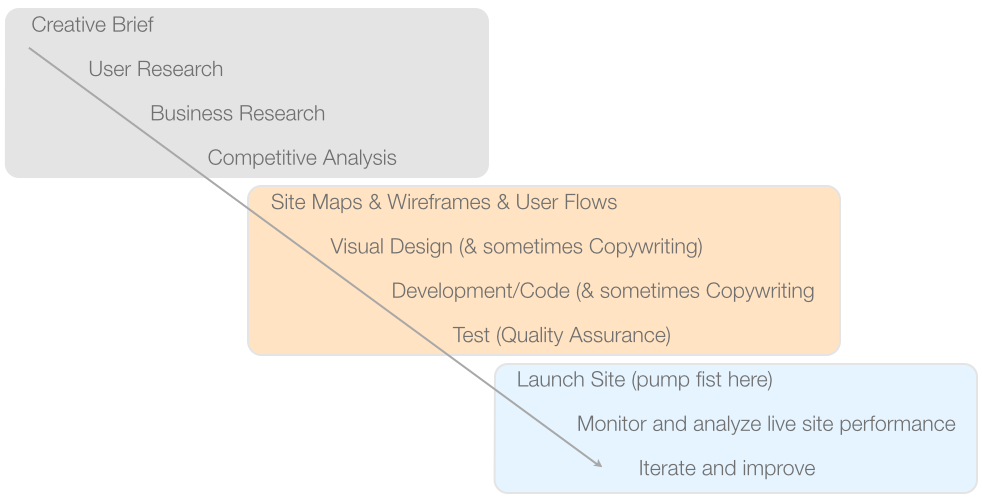 Creative Brief
User Research
Business Research
Competitive Analysis
Site Maps & Wireframes & User Flows
Visual Design (& sometimes Copywriting)
Development/Code (& sometimes Copywriting
Test (Quality Assurance)
Launch Site (pump fist here)
Monitor and analyze live site performance
Iterate and improve